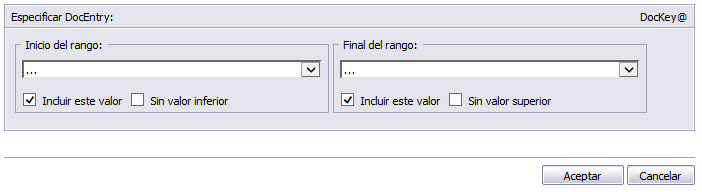 Especificar DocEntry: DocKey@
Inicio del rango: Final del rango:
... ...
Incluir este valor Sin valor inferior Incluir este valor Sin valor superior
Aceptar Cancelar